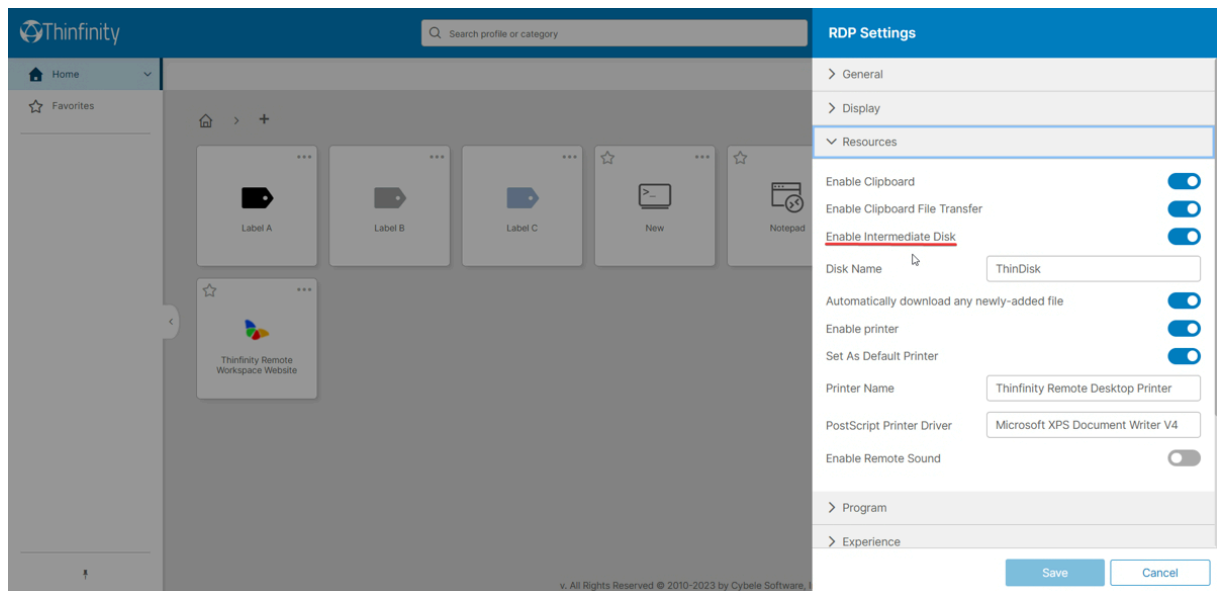 Thinfinity
Search profile or category
RDP Settings
Home
Favorites
Label A
Label B
Label C
New
Notepad
Thinfinity Remote
Workspace Website
General
Display
Resources
Enable Clipboard
Enable Clipboard File Transfer
Enable Intermediate Disk
Disk Name
ThinDisk
Automatically download any newly-added file
Enable printer
Set As Default Printer
Printer Name
Thinfinity Remote Desktop Printer
PostScript Printer Driver
Microsoft XPS Document Writer V4
Enable Remote Sound
Program
Experience
Save
Cancel
v. All Rights Reserved © 2010-2023 by Cybele Software, I